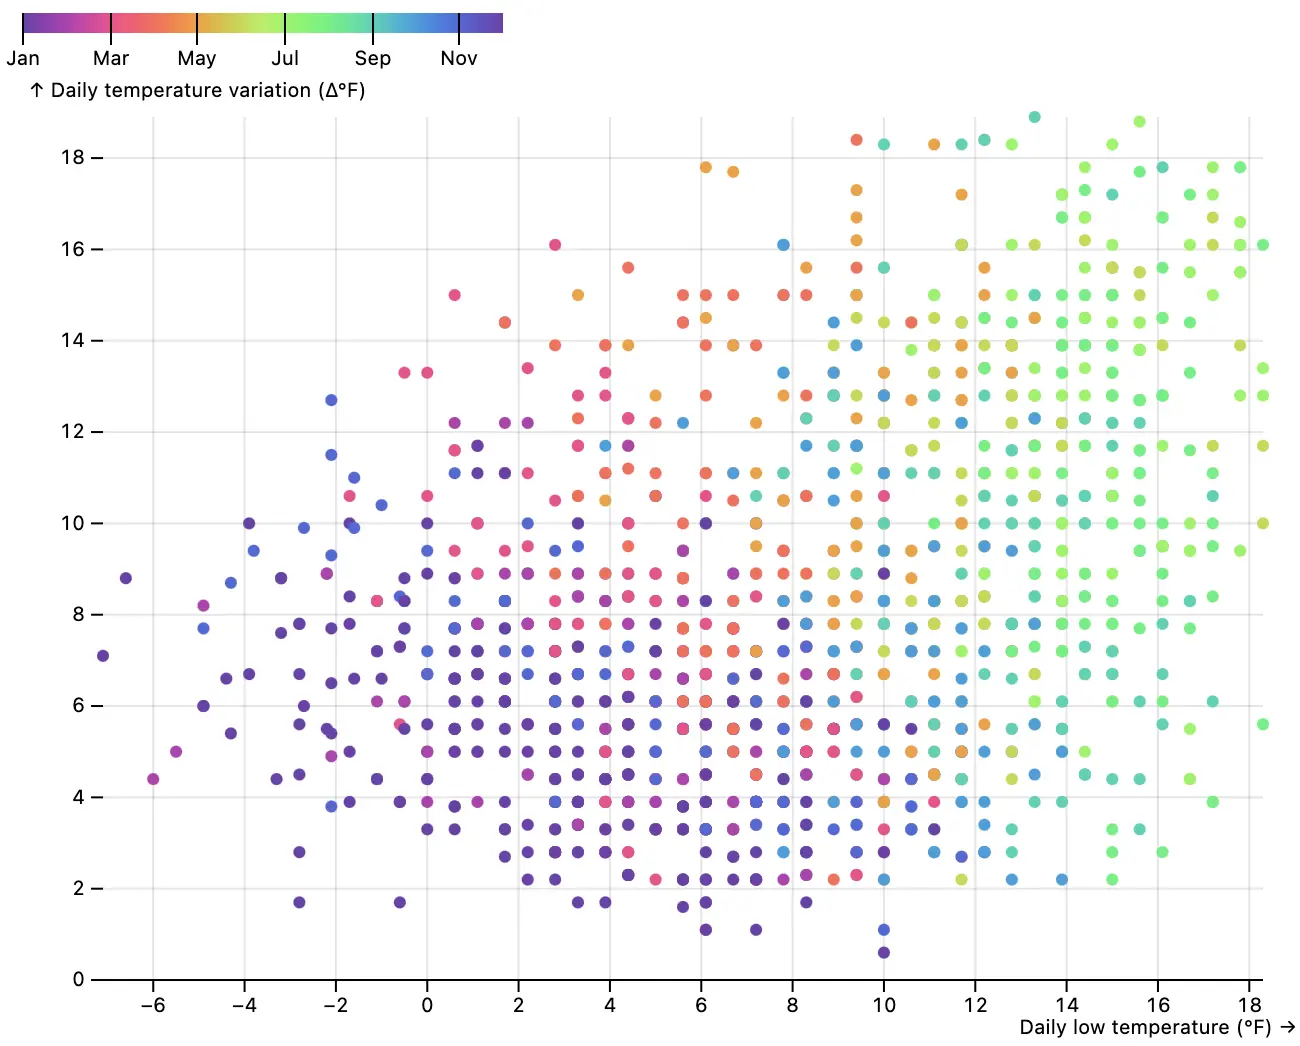 Jan Mar May Jul Sep Nov
↑ Daily temperature variation (Δ°F)
18
16
14
12
10
8
6
4
2
0
−6 −4 −2 0 2 4 6 8 10 12 14 16 18
Daily low temperature (°F) →